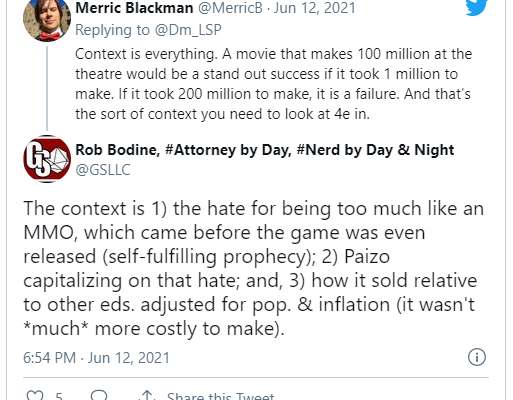 Merric Blackman @MerricB · Jun 12, 2021
Replying to @Dm_LSP
Context is everything. A movie that makes 100 million at the
theatre would be a stand out success if it took 1 million to
make. If it took 200 million to make, it is a failure. And that's
the sort of context you need to look at 4e in.
GS
Rob Bodine, #Attorney by Day, #Nerd by Day & Night
@GSLLC
The context is 1) the hate for being too much like an
MMO, which came before the game was even
released (self-fulfilling prophecy); 2) Paizo
capitalizing on that hate; and, 3) how it sold relative
to other eds. adjusted for pop. & inflation (it wasn't
*much* more costly to make).
6:54 PM · Jun 12, 2021
5 Share this Tweet